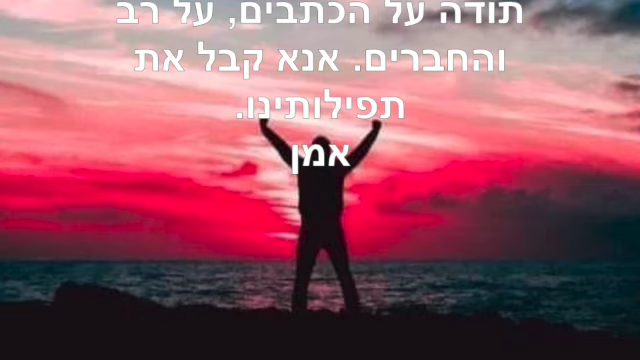 תודה על הכתבים, על רב
והחברים. אנא קבל את
תפילותינו.
אמן